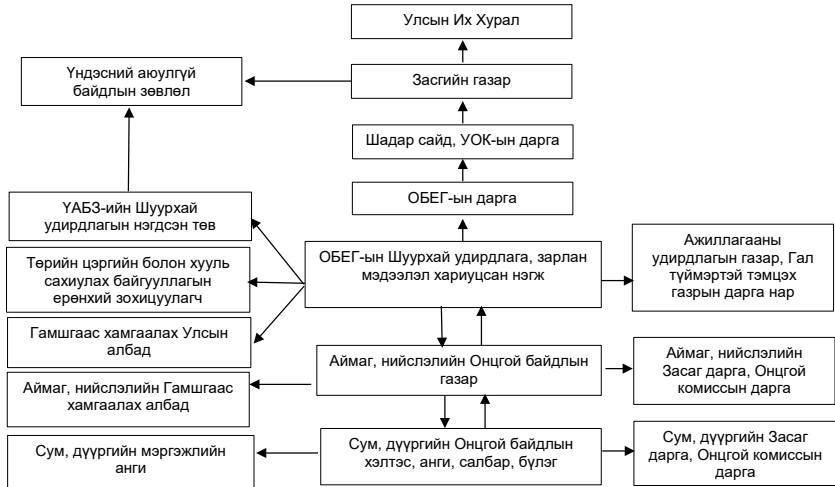 Улсын Их Хурал
Үндэсний аюулгүй
байдлын зөвлөл
Засгийн газар
Шадар сайд, УОК-ын дарга
ОБЕГ-ын дарга
ҮАБЗ-ийн Шуурхай
удирдлагын нэгдсэн төв
ОБЕГ-ын Шуурхай удирдлага, зарлан
мэдээлэл хариуцсан нэгж
Ажиллагааны
удирдлагын газар, Гал
түймэртэй тэмцэх
газрын дарга нар
Төрийн цэргийн болон хууль
сахиулах байгууллагын
ерөнхий зохицуулагч
Гамшгаас хамгаалах Улсын
албад
Аймаг, нийслэлийн Онцгой байдлын
газар
Аймаг, нийслэлийн
Засаг дарга, Онцгой
комиссын дарга
Аймаг, нийслэлийн Гамшгаас
хамгаалах албад
Сум, дүүргийн мэргэжлийн
анги
Сум, дүүргийн Онцгой байдлын
хэлтэс, анги, салбар, бүлэг
Сум, дүүргийн Засаг
дарга, Онцгой комиссын
дарга